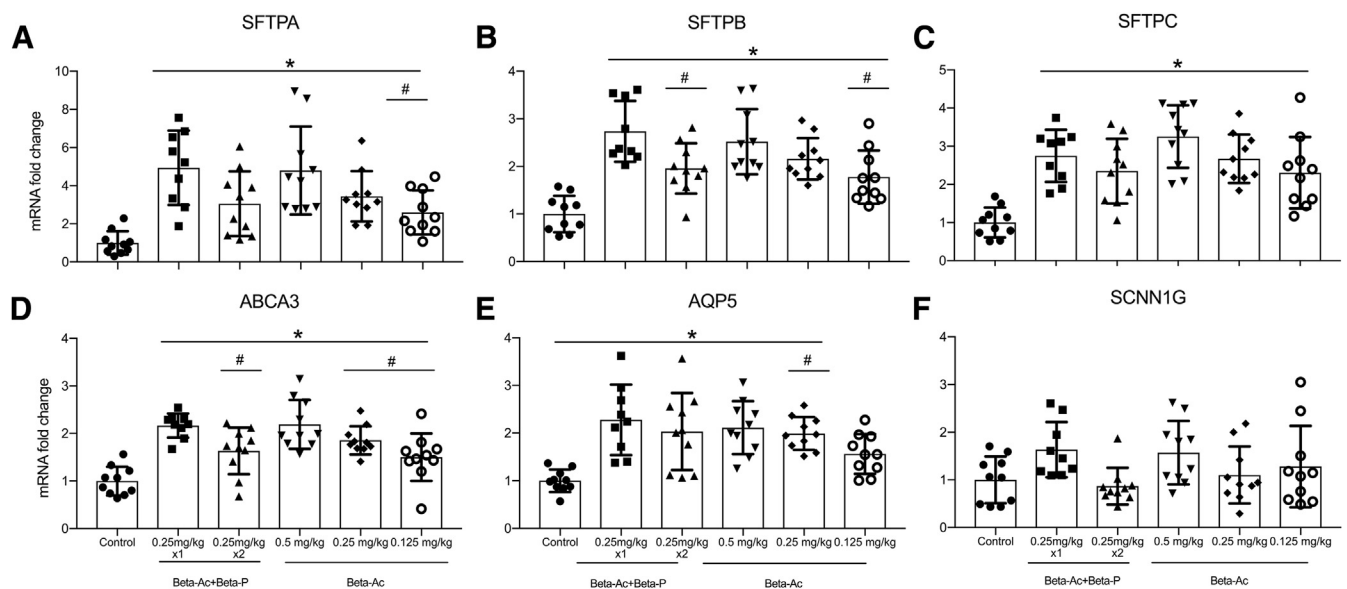 A
SFTPA
mRNA fold change
10
8
6
4
2
0
*
#
B
SFTPB
4
3
2
1
0
*
#
#
C
SFTPC
5
4
3
2
1
0
*
D
ABCA3
mRNA fold change
4
3
2
1
0
*
#
#
Control
0.25mg/kg
x1
0.25mg/kg
x2
0.5 mg/kg
0.25 mg/kg
0.125 mg/kg
Beta-Ac+Beta-P
Beta-Ac
E
AQP5
4
3
2
1
0
*
#
Control
0.25mg/kg
x1
0.25mg/kg
x2
0.5 mg/kg
0.25 mg/kg
0.125 mg/kg
Beta-Ac+Beta-P
Beta-Ac
F
SCNN1G
4
3
2
1
0
Control
0.25mg/kg
x1
0.25mg/kg
x2
0.5 mg/kg
0.25 mg/kg
0.125 mg/kg
Beta-Ac+Beta-P
Beta-Ac